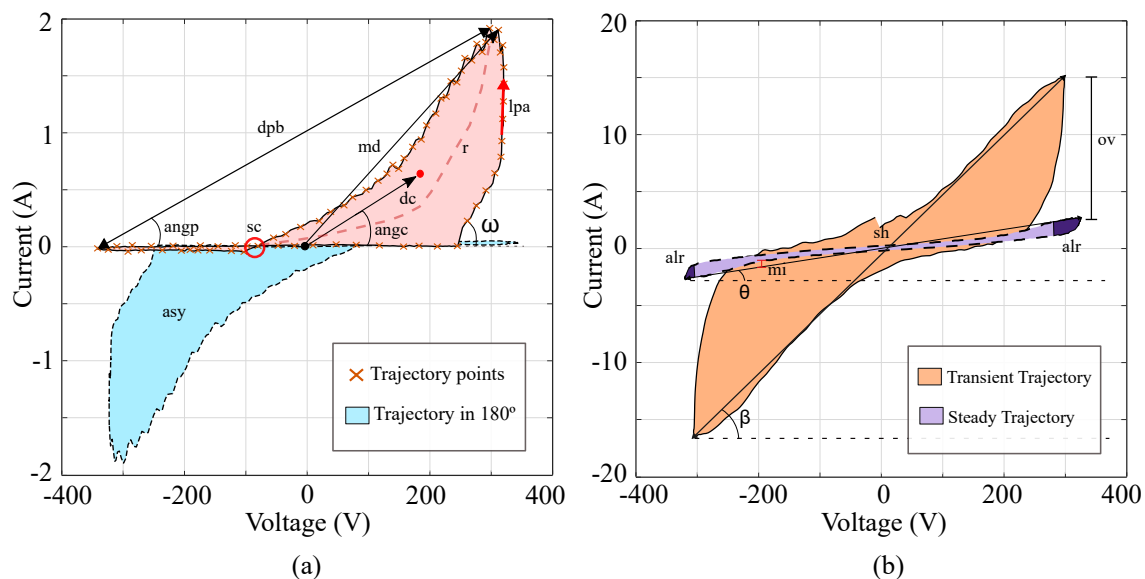 (a)
2
1
0
-1
-2
Current (A)
dpb
md
lpa
r
dc
angp
sc
angc
ω
asy
Trajectory points
Trajectory in 180º
-400
-200
0
200
400
Voltage (V)
(a)
20
10
0
-10
-20
Current (A)
ov
sh
alr
alr
mi
θ
β
Transient Trajectory
Steady Trajectory
-400
-200
0
200
400
Voltage (V)
(b)